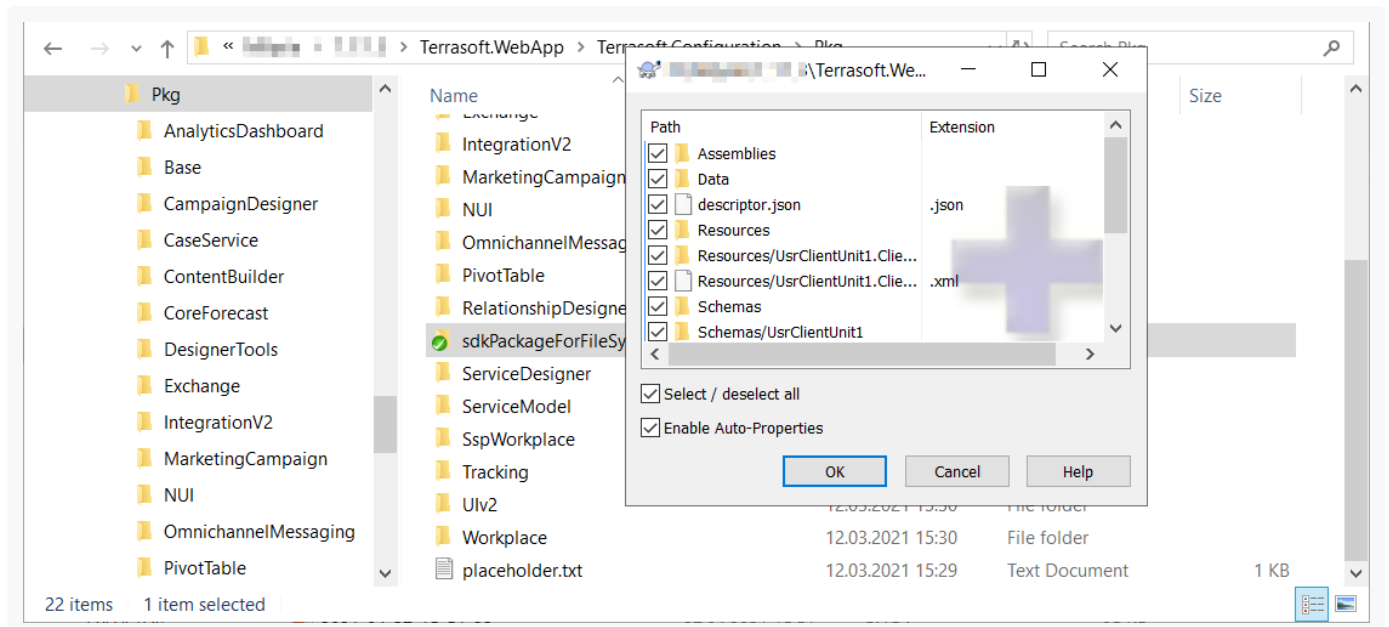 « > Terrasoft.WebApp > Terrasoft.Configuration > Pkg
Search Pkg
\Terrasoft.We...
Pkg
AnalyticsDashboard
Base
CampaignDesigner
CaseService
ContentBuilder
CoreForecast
DesignerTools
Exchange
IntegrationV2
MarketingCampaign
NUI
OmnichannelMessaging
PivotTable
Name
Size
Exchange
IntegrationV2
MarketingCampaign
NUI
OmnichannelMessag
PivotTable
RelationshipDesigne
sdkPackageForFileSy
ServiceDesigner
ServiceModel
SspWorkplace
Tracking
UIv2 12.03.2021 15:30 File folder
Workplace 12.03.2021 15:30 File folder
placeholder.txt 12.03.2021 15:29 Text Document 1 KB
Path Extension
Assemblies
Data
descriptor.json .json
Resources
Resources/UsrClientUnit1.Clie...
Resources/UsrClientUnit1.Clie... .xml
Schemas
Schemas/UsrClientUnit1
Select / deselect all
Enable Auto-Properties
OK Cancel Help
22 items 1 item selected